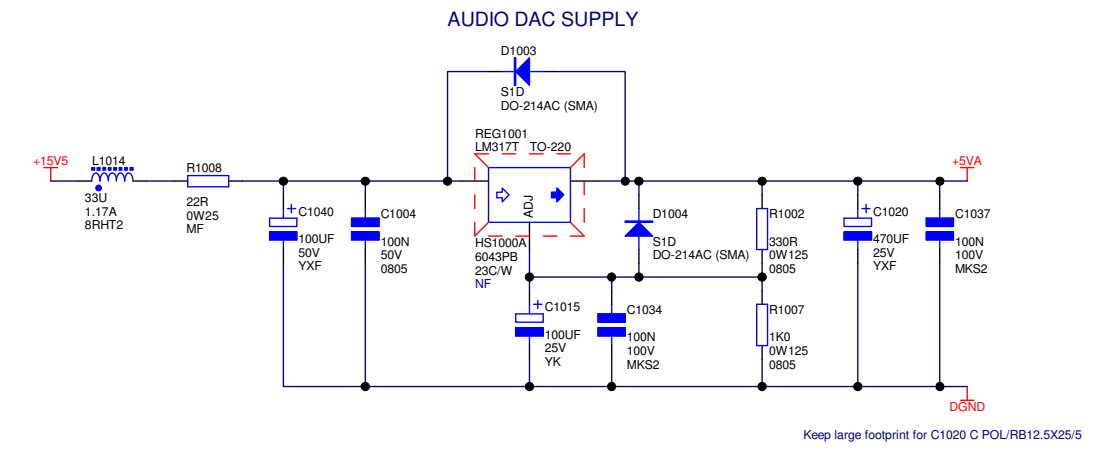 AUDIO DAC SUPPLY
D1003
S1D
DO-214AC (SMA)
REG1001
LM317T TO-220
+15V5
L1014
33U
1.17A
8RHT2
R1008
22R
0W25
MF
+
C1040
100UF
50V
YXF
C1004
100N
50V
0805
ADJ
HS1000A
6043PB
23C/W
NF
D1004
S1D
DO-214AC (SMA)
R1002
330R
0W125
0805
+
C1020
470UF
25V
YXF
+5VA
C1037
100N
100V
MKS2
+
C1015
100UF
25V
YK
C1034
100N
100V
MKS2
R1007
1K0
0W125
0805
DGND
Keep large footprint for C1020 C POL/RB12.5X25/5